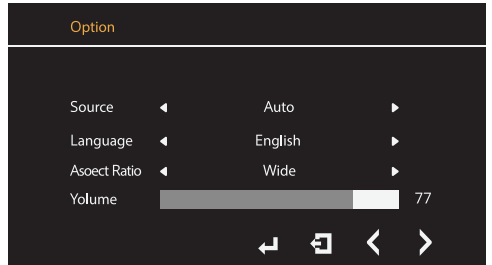 Option
Source Auto
Language English
Asoect Ratio Wide
Yolume 77